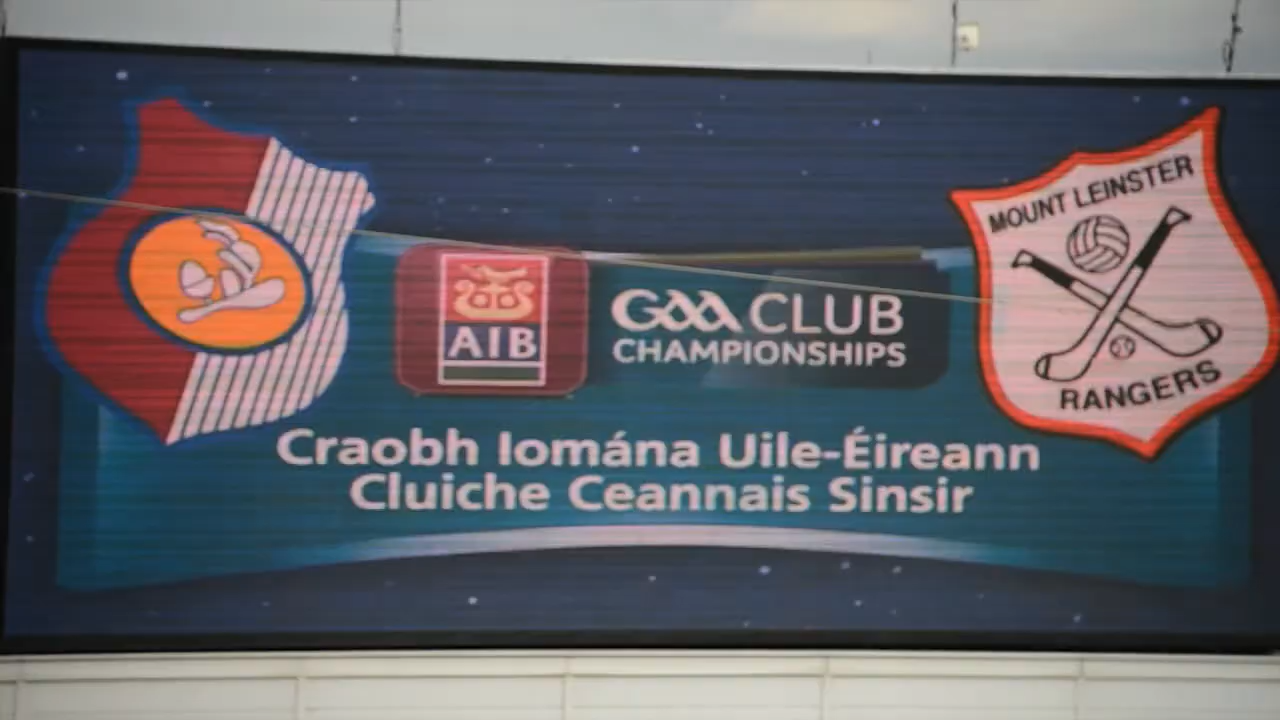 AIB
GAA CLUB
CHAMPIONSHIPS
MOUNT LEINSTER
RANGERS
Craobh Iomána Uile-Éireann
Cluiche Ceannais Sinsir